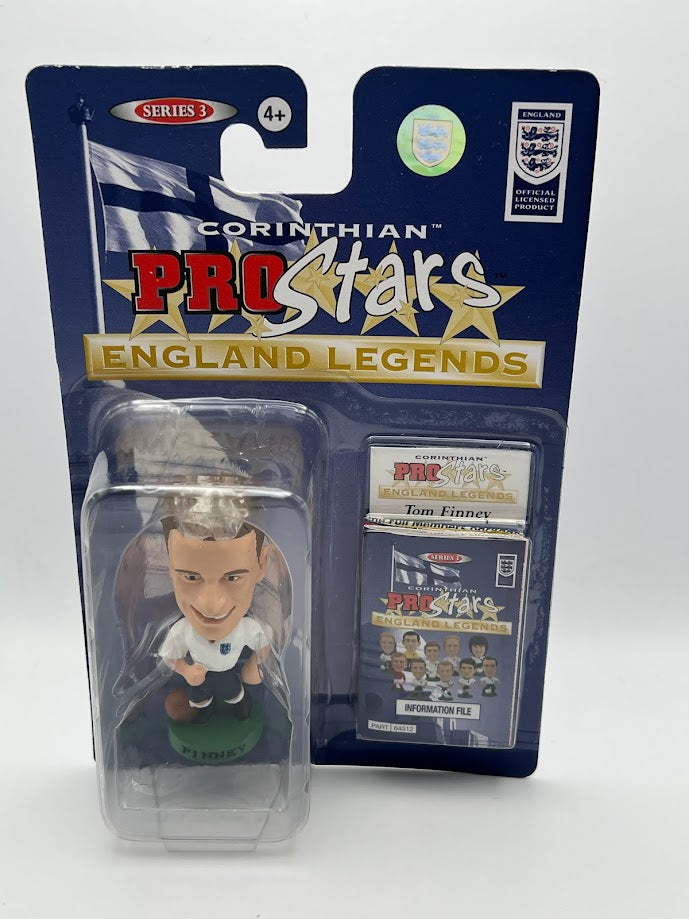 SERIES 3
4+
ENGLAND
OFFICIAL
LICENSED
PRODUCT
CORINTHIAN™
PROStars™
ENGLAND LEGENDS
CORINTHIAN
PROStars
ENGLAND LEGENDS
Tom Finney
SERIES 3
CORINTHIAN
PROStars
ENGLAND LEGENDS
INFORMATION FILE
PART 64512
FINNEY